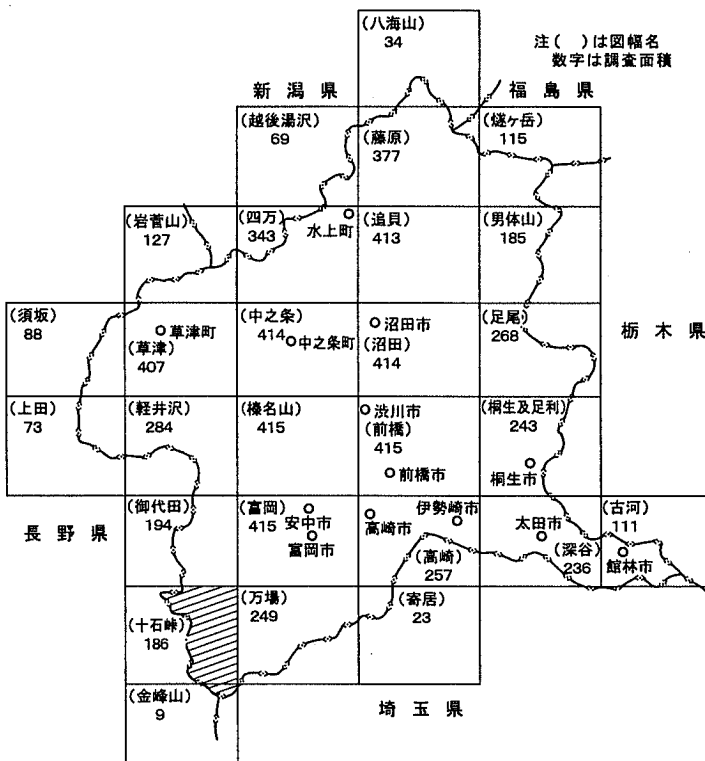 (八海山)
34
注( )は図幅名
数字は調査面積
新潟県
福島県
(越後湯沢)
69
(藤原)
377
(燧ヶ岳)
115
(岩菅山)
127
(四万)
343
水上町
(追貝)
413
(男体山)
185
(須坂)
88
草津町
(草津)
407
(中之条)
414
中之条町
沼田市
(沼田)
414
(足尾)
268
栃木県
(上田)
73
(軽井沢)
284
(榛名山)
415
渋川市
(前橋)
415
前橋市
(桐生及足利)
243
桐生市
長野県
(御代田)
194
(富岡)
415
安中市
富岡市
高崎市
伊勢崎市
(高崎)
257
太田市
(深谷)
236
(古河)
111
館林市
(十石峠)
186
(万場)
249
(寄居)
23
(金峰山)
9
埼玉県